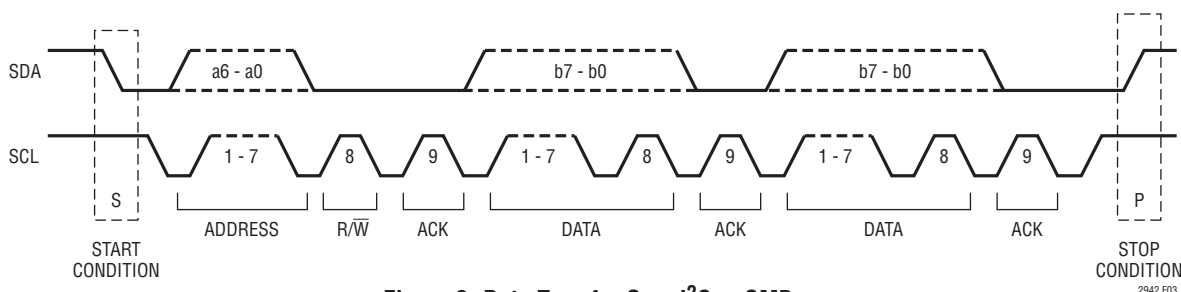 SDA
a6 - a0
b7 - b0
b7 - b0
SCL
1 - 7
8
9
1 - 7
8
9
1 - 7
8
9
S
P
ADDRESS
R/W̅
ACK
DATA
ACK
DATA
ACK
START
CONDITION
STOP
CONDITION
2942 F03